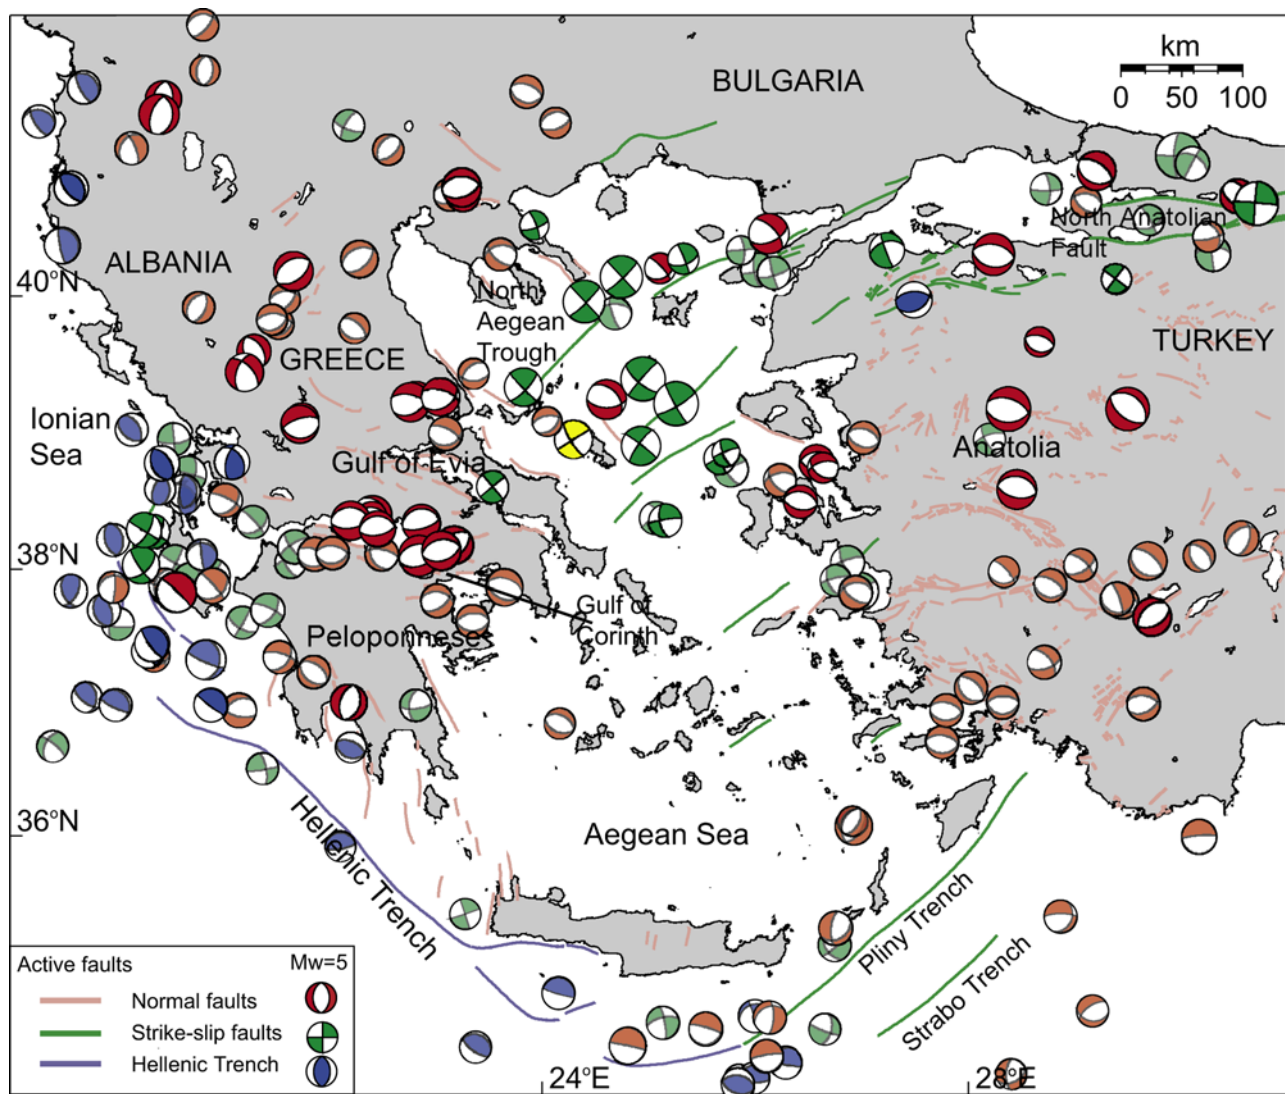 km
0 50 100
BULGARIA
ALBANIA
40°N
North Anatolian
Fault
North
Aegean
Trough
GREECE
TURKEY
Ionian
Sea
Gulf of Evia
Anatolia
38°N
Gulf of
Corinth
Peloponnese
36°N
Hellenic Trench
Aegean Sea
Pliny Trench
Strabo Trench
Active faults
Mw=5
Normal faults
Strike-slip faults
Hellenic Trench
24°E
28°E